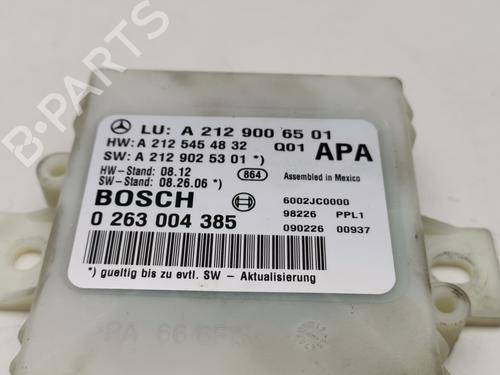 LU: A 212 900 65 01
HW: A 212 545 48 32 Q01 APA
SW: A 212 902 53 01 *)
HW-Stand: 08.12 864 Assembled in Mexico
SW-Stand: 08.26.06 *)
BOSCH 6002JC0000
0 263 004 385 98226 PPL1
090226 00937
*) gueltig bis zu evtl. SW - Aktualisierung
PA 66